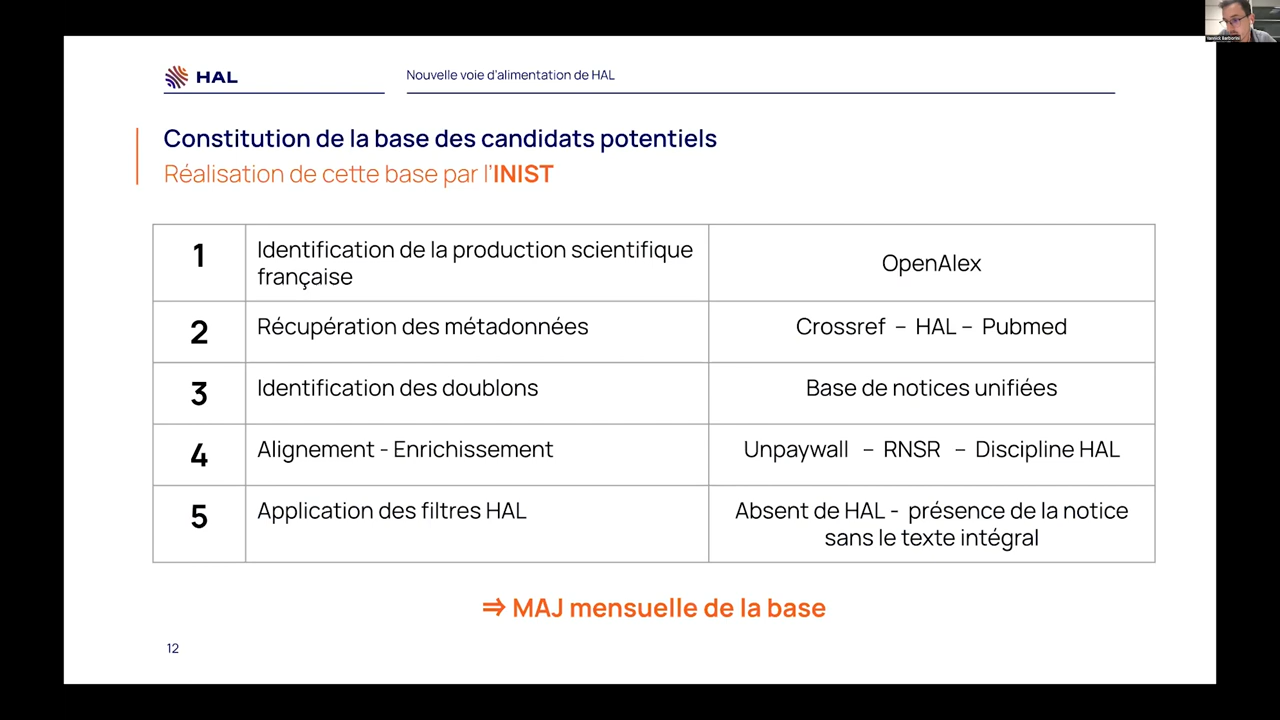 Yannick Barborini
HAL
Nouvelle voie d'alimentation de HAL
Constitution de la base des candidats potentiels
Réalisation de cette base par l'INIST
1
Identification de la production scientifique
française
OpenAlex
2
Récupération des métadonnées
Crossref – HAL – Pubmed
3
Identification des doublons
Base de notices unifiées
4
Alignement - Enrichissement
Unpaywall – RNSR – Discipline HAL
5
Application des filtres HAL
Absent de HAL - présence de la notice
sans le texte intégral
⇒ MAJ mensuelle de la base
12